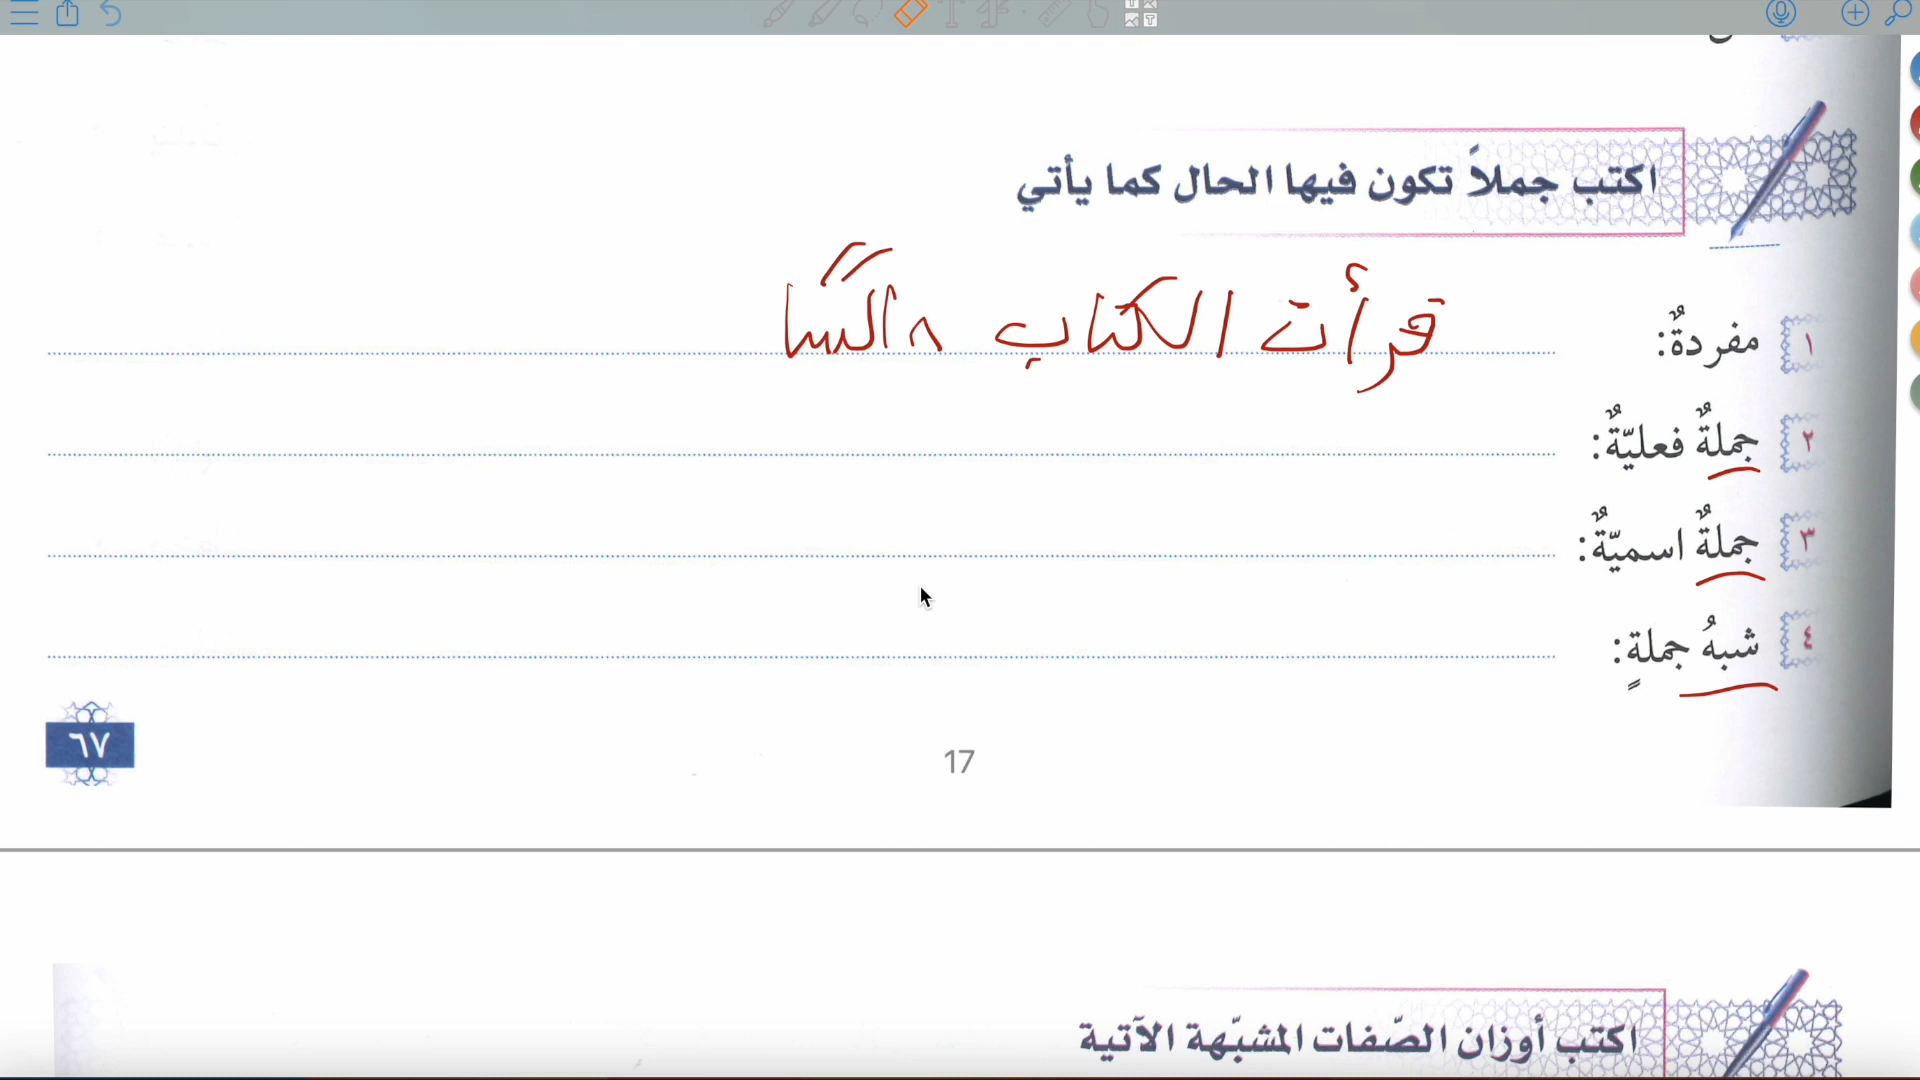 اكتب جملاً تكون فيها الحال كما يأتي
١ مفردةٌ: قرأت الكتاب
٢ جملةٌ فعليّةٌ:
٣ جملةٌ اسميّةٌ:
٤ شبهُ جملةٍ:
٦٧
17
اكتب أوزان الصّفات المشبّهة الآتية